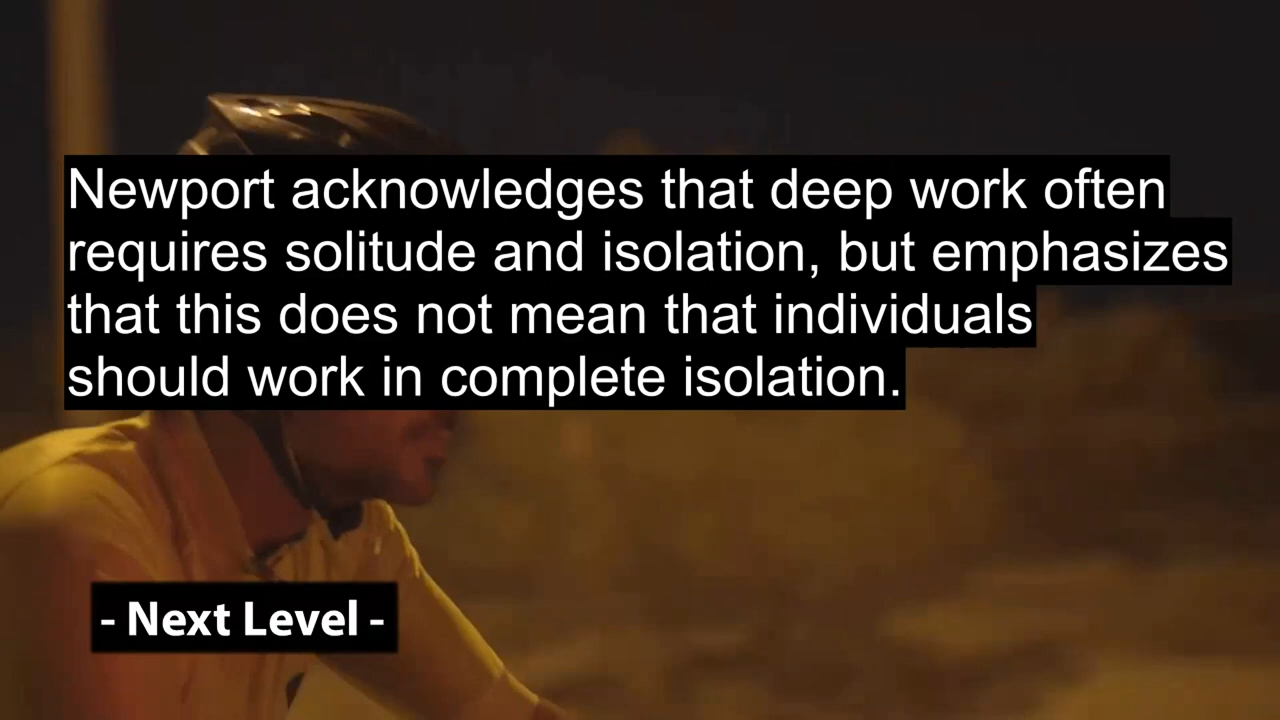 Newport acknowledges that deep work often
requires solitude and isolation, but emphasizes
that this does not mean that individuals
should work in complete isolation.
- Next Level -